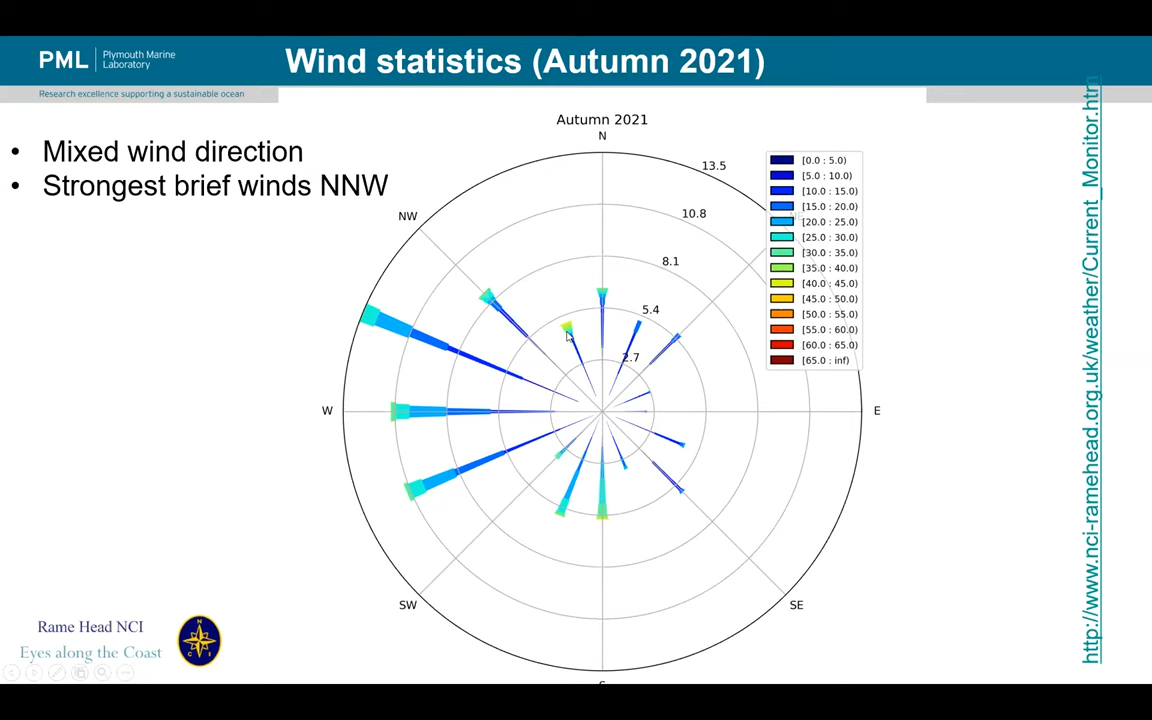 PML
Plymouth Marine
Laboratory
Research excellence supporting a sustainable ocean
Wind statistics (Autumn 2021)
• Mixed wind direction
• Strongest brief winds NNW
Autumn 2021
N
NW
W
SW
SE
E
13.5
10.8
8.1
5.4
2.7
[0.0 : 5.0)
[5.0 : 10.0)
[10.0 : 15.0)
[15.0 : 20.0)
[20.0 : 25.0)
[25.0 : 30.0)
[30.0 : 35.0)
[35.0 : 40.0)
[40.0 : 45.0)
[45.0 : 50.0)
[50.0 : 55.0)
[55.0 : 60.0)
[60.0 : 65.0)
[65.0 : inf)
http://www.nci-ramehead.org.uk/weather/Current_Monitor.htm
Rame Head NCI
Eyes along the Coast